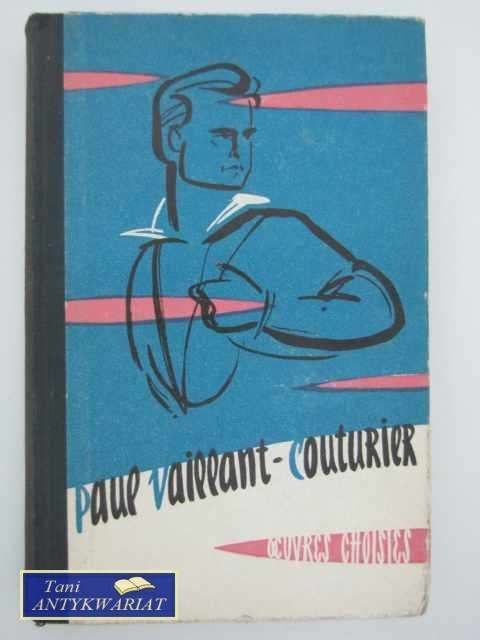 Paul Vaillant-Couturier
ŒUVRES CHOISIES
Tani
ANTYKWARIAT